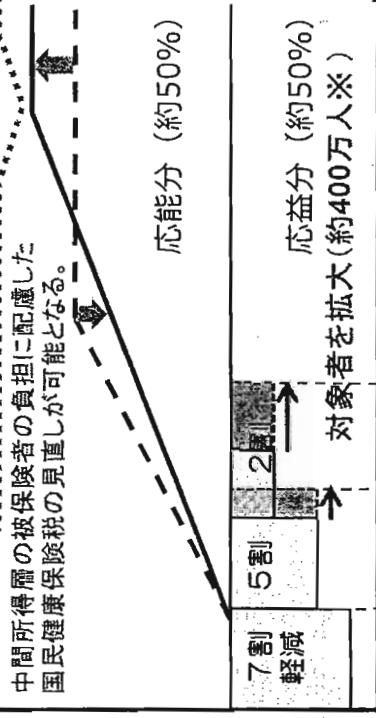 中間所得層の被保険者の負担に配慮した
国民健康保険税の見直しが可能となる。
応能分（約50%）
応益分（約50%）
7割
軽減
5割
2割
対象者を拡大（約400万人※）